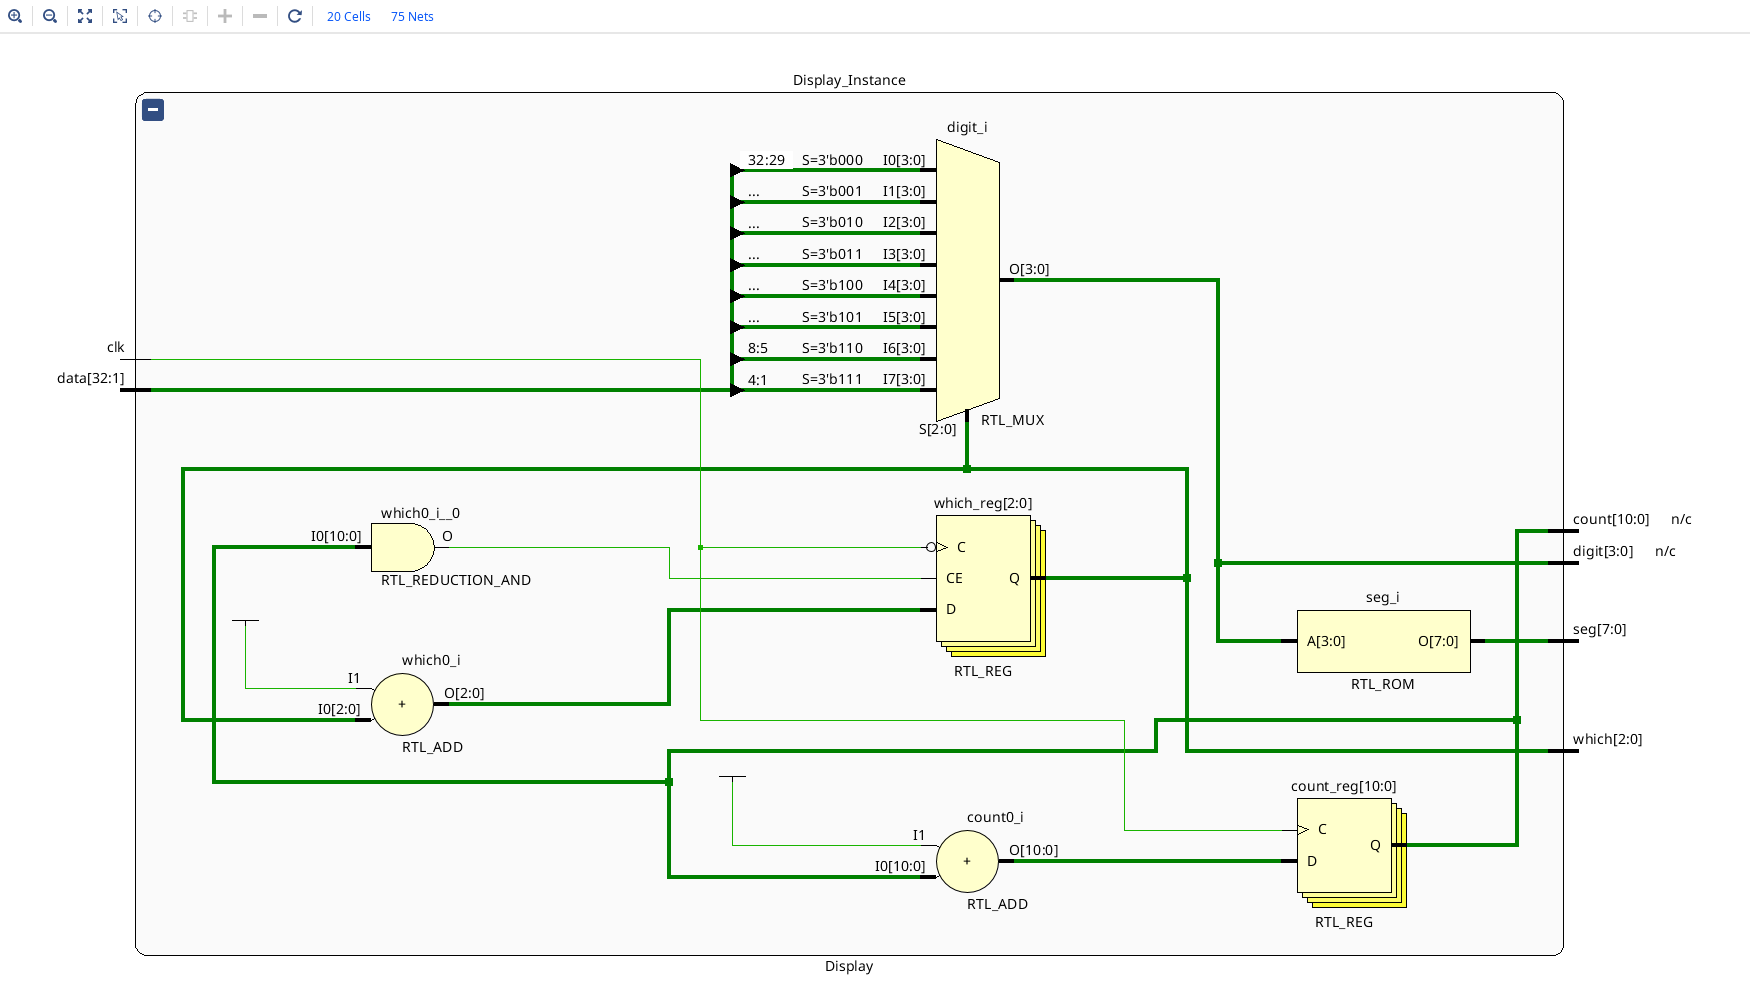 20 Cells 75 Nets
Display_Instance
digit_i
32:29 S=3'b000 I0[3:0]
... S=3'b001 I1[3:0]
... S=3'b010 I2[3:0]
... S=3'b011 I3[3:0]
O[3:0]
... S=3'b100 I4[3:0]
... S=3'b101 I5[3:0]
clk
8:5 S=3'b110 I6[3:0]
data[32:1]
4:1 S=3'b111 I7[3:0]
RTL_MUX
S[2:0]
which_reg[2:0]
which0_i__0
I0[10:0] O
C
RTL_REDUCTION_AND
CE Q
D
RTL_REG
count[10:0] n/c
digit[3:0] n/c
seg_i
A[3:0] O[7:0]
seg[7:0]
RTL_ROM
which0_i
I1
O[2:0]
I0[2:0]
+
RTL_ADD
which[2:0]
count_reg[10:0]
count0_i
I1
O[10:0]
I0[10:0]
+
RTL_ADD
C
Q
D
RTL_REG
Display